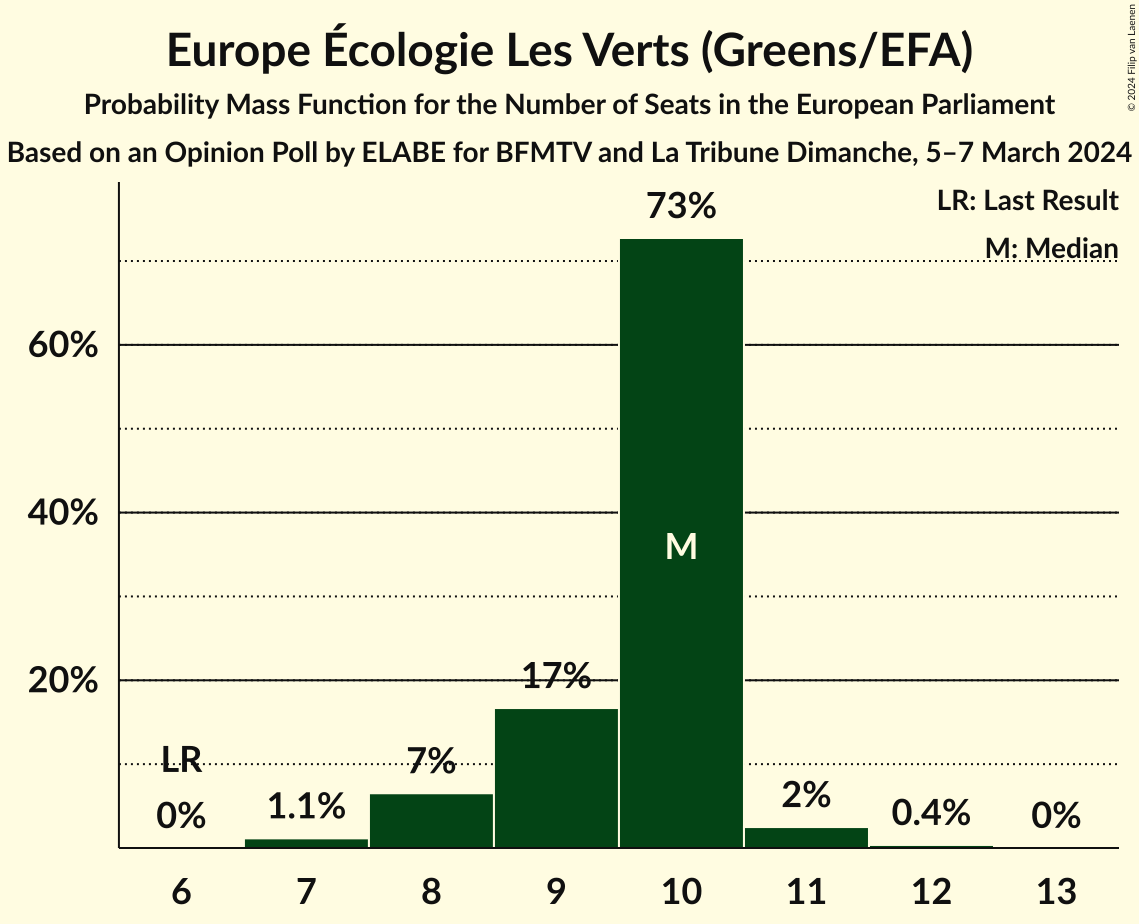 Europe Écologie Les Verts (Greens/EFA)
Probability Mass Function for the Number of Seats in the European Parliament
Based on an Opinion Poll by ELABE for BFMTV and La Tribune Dimanche, 5–7 March 2024
© 2024 Filip van Laenen
LR: Last Result
M: Median
60%
40%
20%
LR
0%
1.1%
7%
17%
73%
M
2%
0.4%
0%
6 7 8 9 10 11 12 13